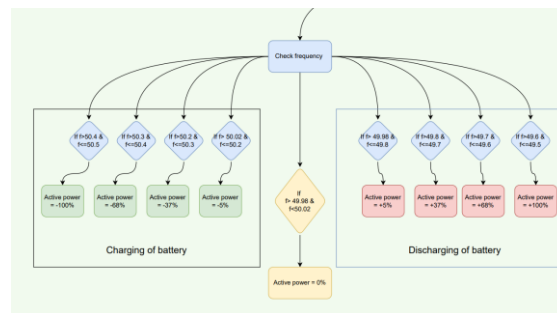 Check frequency
If f>50.4 &
f<=50.5
If f>50.3 &
f<=50.4
If f>50.2 &
f<=50.3
If f> 50.02 &
f<=50.2
If f> 49.98 &
f<=49.8
If f>49.8 &
f<=49.7
If f>49.7 &
f<=49.6
If f>49.6 &
f<=49.5
Active power
= -100%
Active power
= -68%
Active power
= -37%
Active power
= -5%
If
f> 49.98 &
f<50.02
Active power
= +5%
Active power
= +37%
Active power
= +68%
Active power
= +100%
Charging of battery
Discharging of battery
Active power = 0%